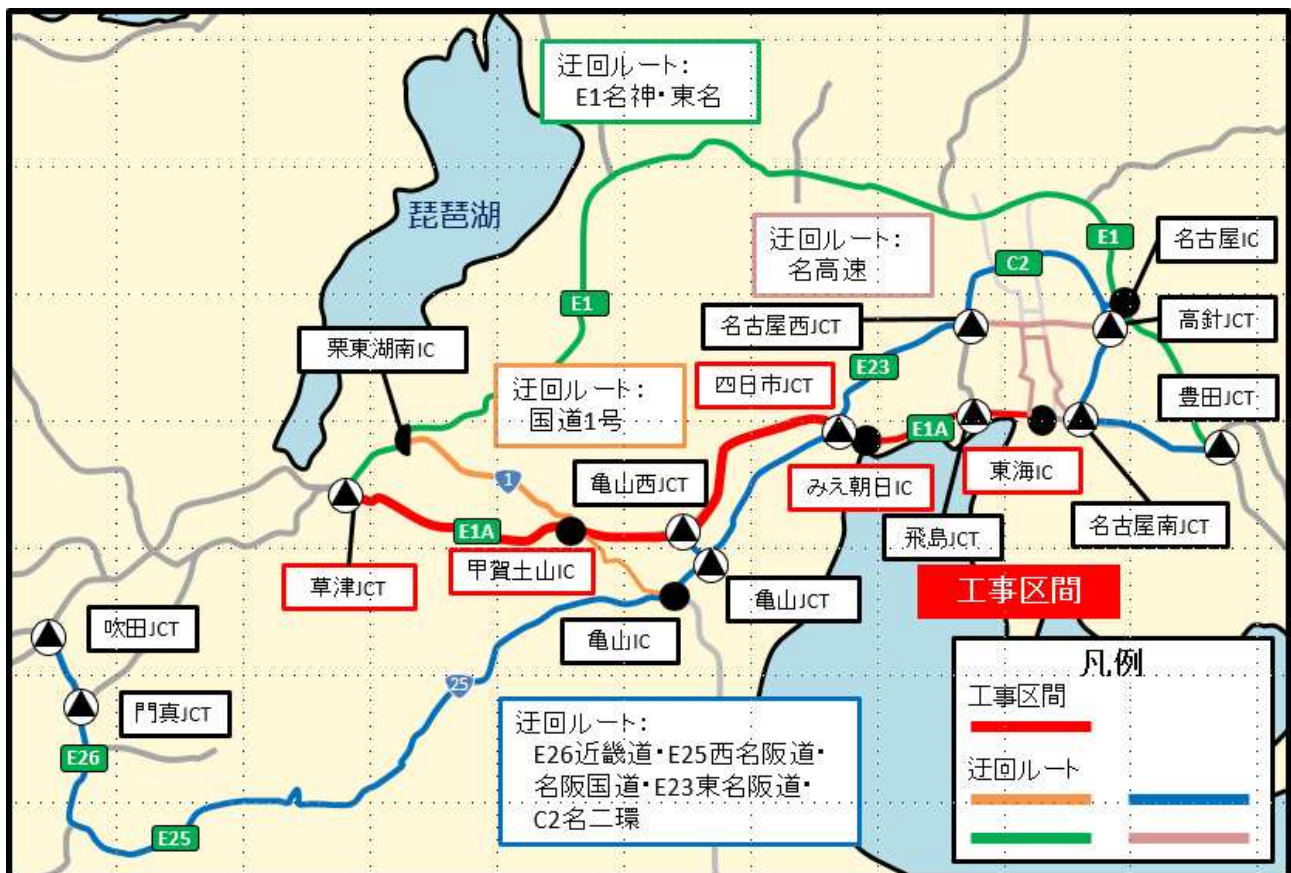 迂回ルート:
E1名神・東名
琵琶湖
迂回ルート:
名高速
E1
名古屋IC
C2
E1
名古屋西JCT
高針JCT
栗東湖南IC
E23
四日市JCT
迂回ルート:
国道1号
豊田JCT
E1A
1
亀山西JCT
みえ朝日IC
東海IC
E1A
飛島JCT
名古屋南JCT
草津JCT
甲賀土山IC
亀山JCT
工事区間
吹田JCT
亀山IC
凡例
25
工事区間
門真JCT
迂回ルート:
E26近畿道・E25西名阪道・
名阪国道・E23東名阪道・
C2名二環
E26
迂回ルート
E25